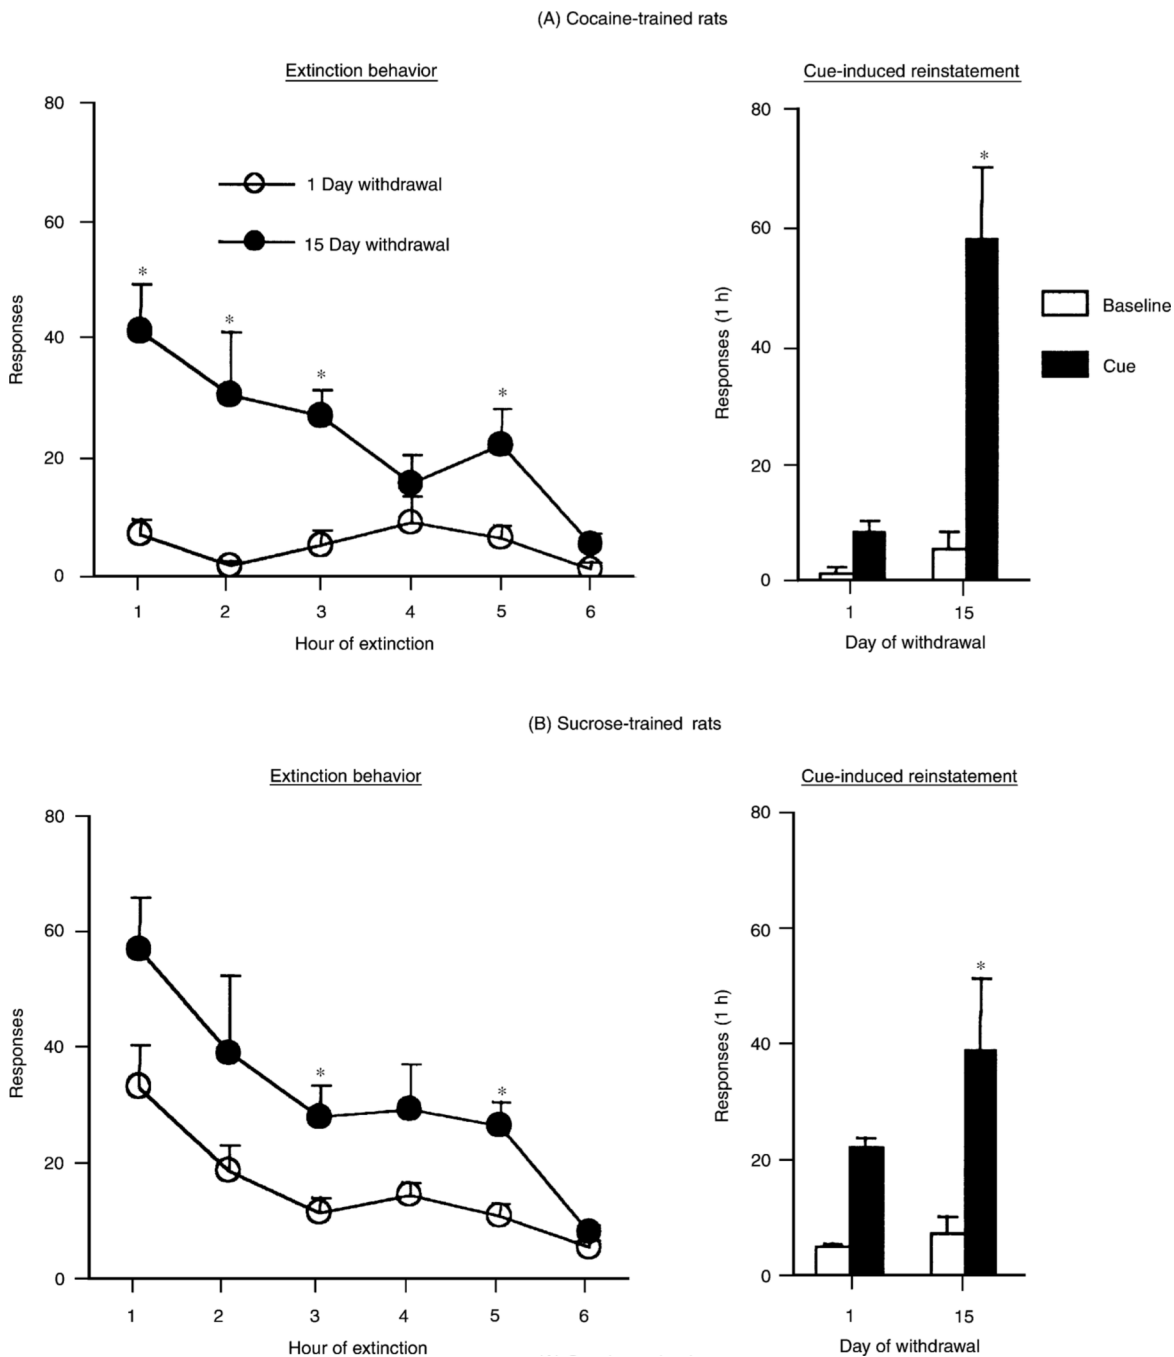 (A) Cocaine-trained rats
Extinction behavior
80
60
40
20
0
Responses
1 Day withdrawal
15 Day withdrawal
*
*
*
*
1 2 3 4 5 6
Hour of extinction
Cue-induced reinstatement
80
60
40
20
0
Responses (1 h)
*
Baseline
Cue
1 15
Day of withdrawal
(B) Sucrose-trained rats
Extinction behavior
80
60
40
20
0
Responses
*
*
1 2 3 4 5 6
Hour of extinction
Cue-induced reinstatement
80
60
40
20
0
Responses (1 h)
*
1 15
Day of withdrawal